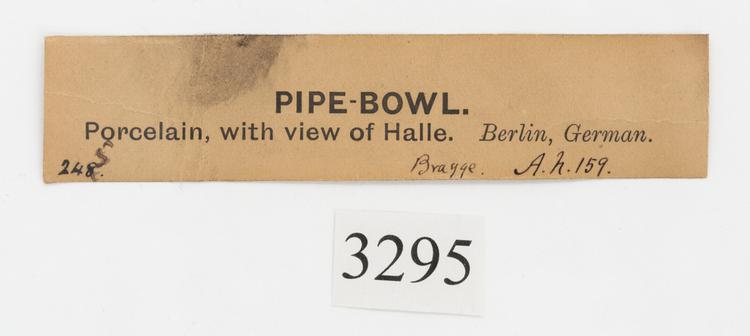 PIPE-BOWL.
Porcelain, with view of Halle. Berlin, German.
248. Bragge. A.h.159.
3295